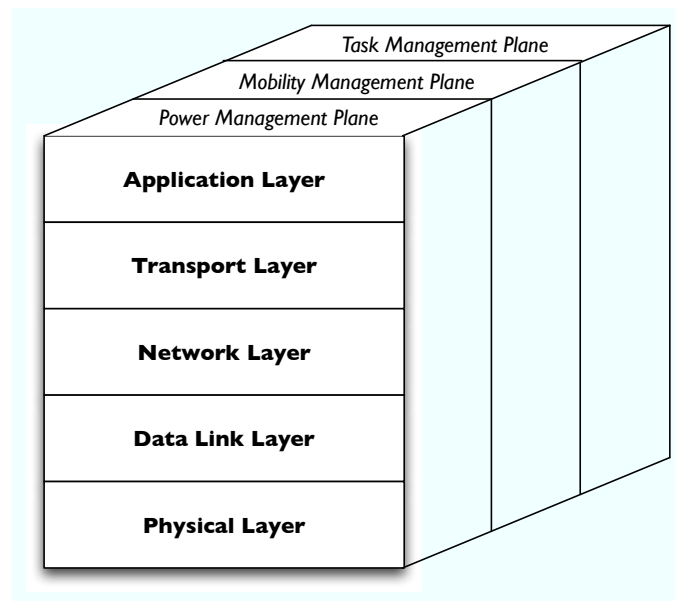 Task Management Plane
Mobility Management Plane
Power Management Plane
Application Layer
Transport Layer
Network Layer
Data Link Layer
Physical Layer